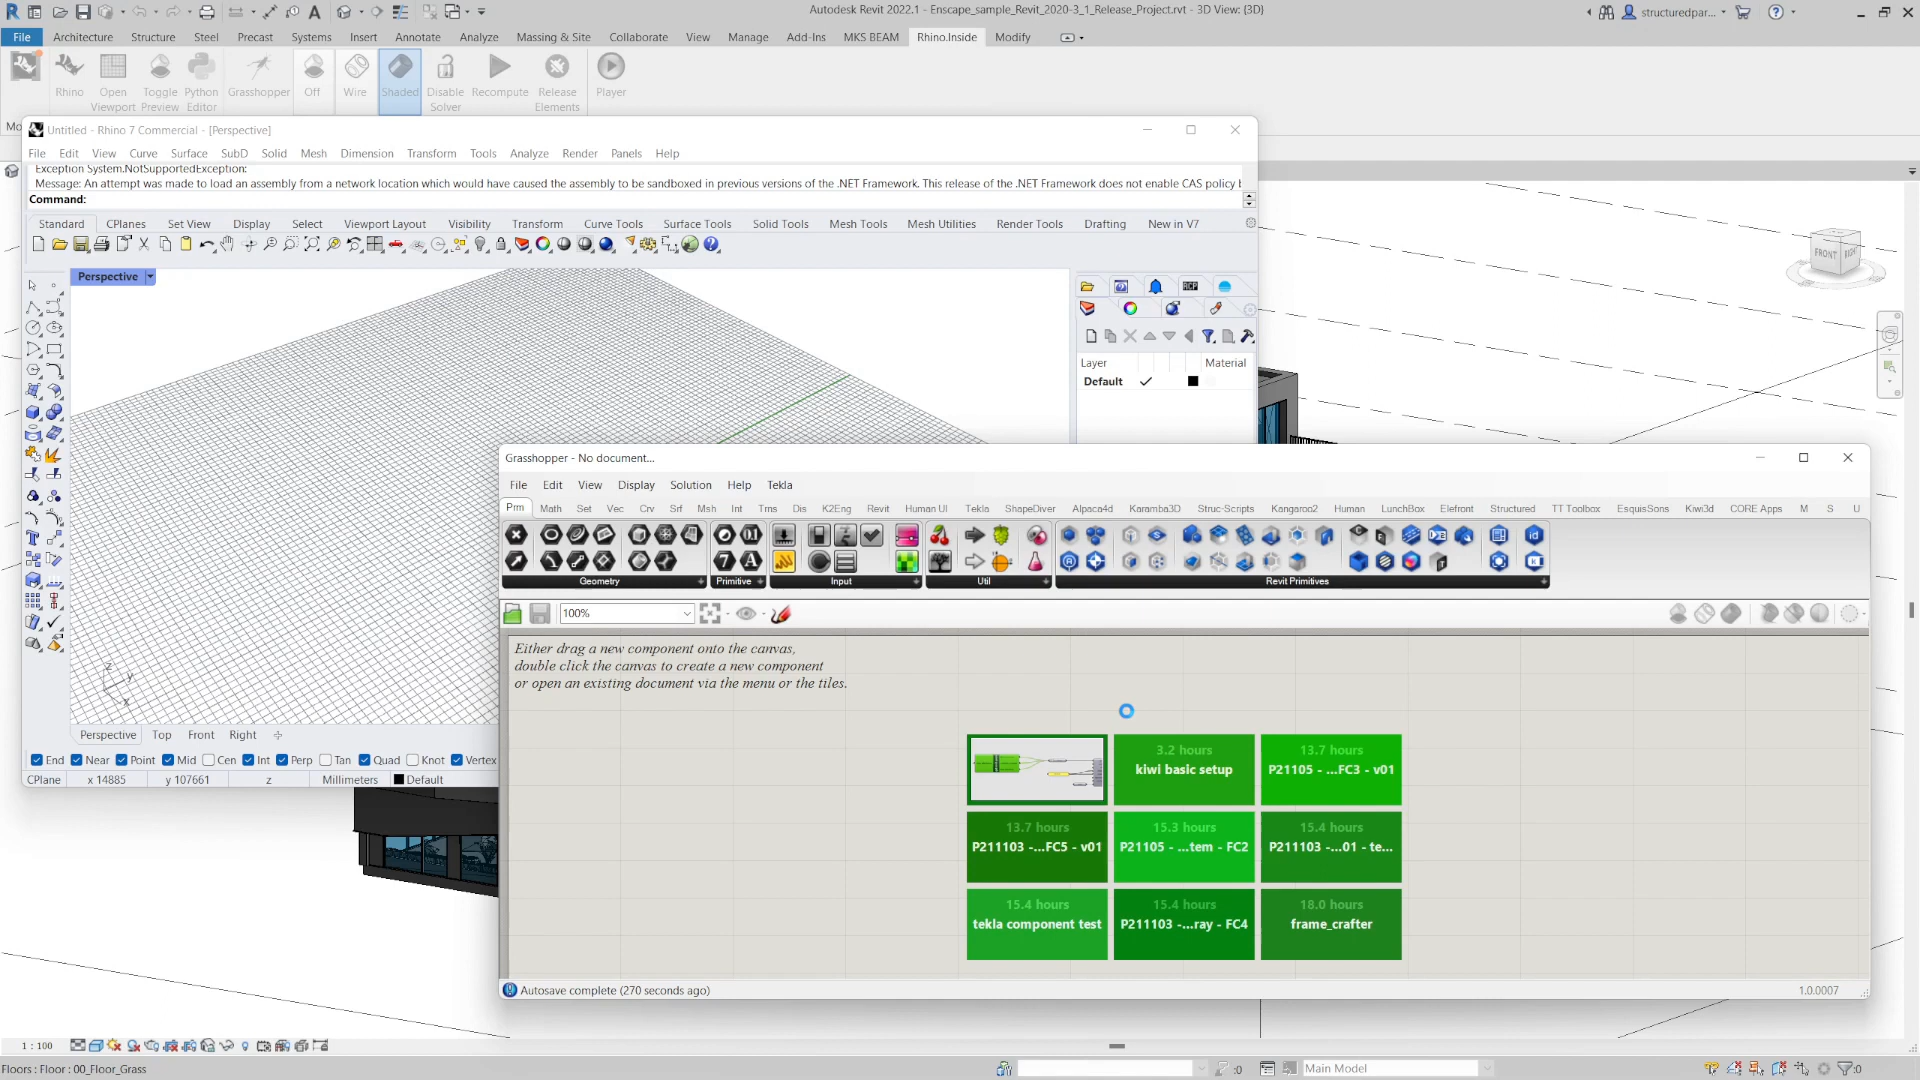 Autodesk Revit 2022.1 - Enscape_sample_Revit_2020-3_1_Release_Project.rvt - 3D View: {3D}
structuredpar...
File Architecture Structure Steel Precast Systems Insert Annotate Analyze Massing & Site Collaborate View Manage Add-Ins MKS BEAM Rhino.Inside Modify
Rhino Open Viewport Toggle Preview Python Editor Grasshopper Off Wire Shaded Disable Solver Recompute Release Elements Player
Mo
Untitled - Rhino 7 Commercial - [Perspective]
File Edit View Curve Surface SubD Solid Mesh Dimension Transform Tools Analyze Render Panels Help
Exception System.NotSupportedException:
Message: An attempt was made to load an assembly from a network location which would have caused the assembly to be sandboxed in previous versions of the .NET Framework. This release of the .NET Framework does not enable CAS policy b
Command:
Standard CPlanes Set View Display Select Viewport Layout Visibility Transform Curve Tools Surface Tools Solid Tools Mesh Tools Mesh Utilities Render Tools Drafting New in V7
Perspective
RCP
Layer Material
Default
FRONT RIGHT
z
y
x
Perspective Top Front Right
End Near Point Mid Cen Int Perp Tan Quad Knot Vertex
CPlane x 14885 y 107661 z Millimeters Default
Grasshopper - No document...
File Edit View Display Solution Help Tekla
Prm Math Set Vec Crv Srf Msh Int Trns Dis K2Eng Revit Human UI Tekla ShapeDiver Alpaca4d Karamba3D Struc-Scripts Kangaroo2 Human LunchBox Elefront Structured TT Toolbox EsquisSons Kiwi3d CORE Apps M S U
Geometry Primitive Input Util Revit Primitives
100%
Either drag a new component onto the canvas,
double click the canvas to create a new component
or open an existing document via the menu or the tiles.
3.2 hours
kiwi basic setup
13.7 hours
P21105 - ...FC3 - v01
13.7 hours
P211103 -...FC5 - v01
15.3 hours
P21105 - ...tem - FC2
15.4 hours
P211103 -...01 - te...
15.4 hours
tekla component test
15.4 hours
P211103 -...ray - FC4
18.0 hours
frame_crafter
Autosave complete (270 seconds ago)
1.0.0007
1 : 100
Floors : Floor : 00_Floor_Grass
:0
Main Model
:0